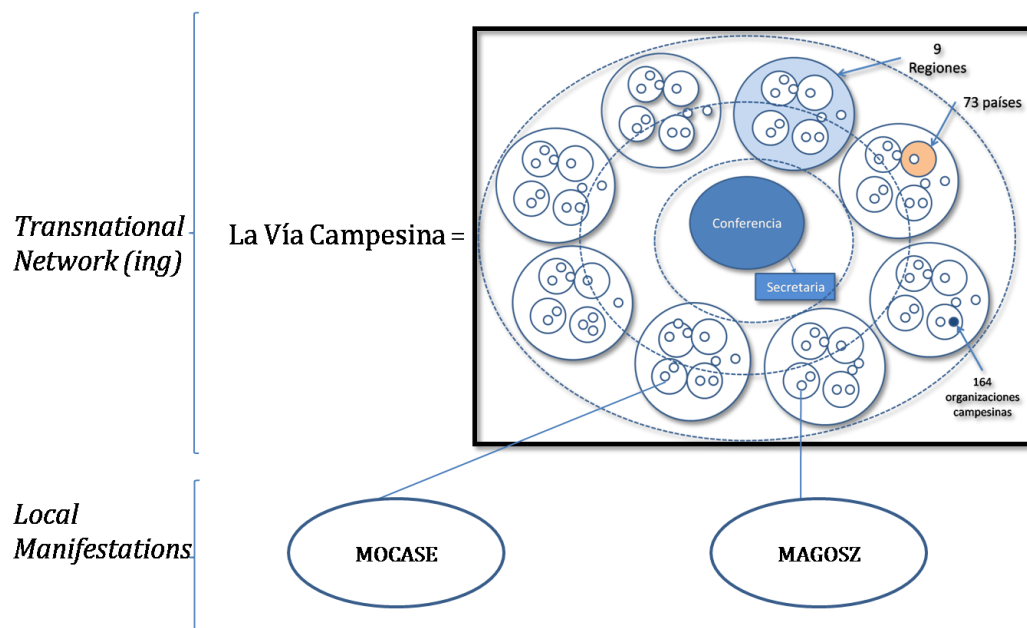 9
Regiones
73 países
Transnational
Network (ing)
La Vía Campesina =
Conferencia
Secretaria
164
organizaciones
campesinas
Local
Manifestations
MOCASE
MAGOSZ